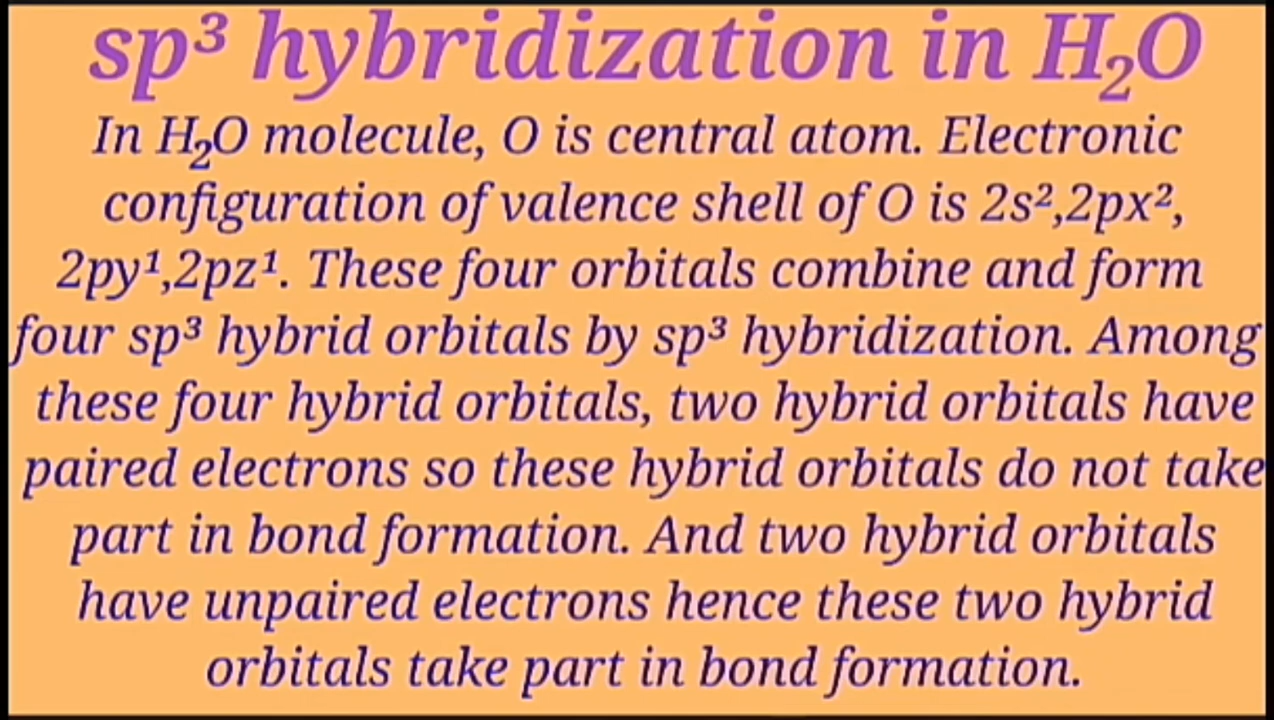 sp³ hybridization in H₂O
In H₂O molecule, O is central atom. Electronic
configuration of valence shell of O is 2s²,2px²,
2py¹,2pz¹. These four orbitals combine and form
four sp³ hybrid orbitals by sp³ hybridization. Among
these four hybrid orbitals, two hybrid orbitals have
paired electrons so these hybrid orbitals do not take
part in bond formation. And two hybrid orbitals
have unpaired electrons hence these two hybrid
orbitals take part in bond formation.